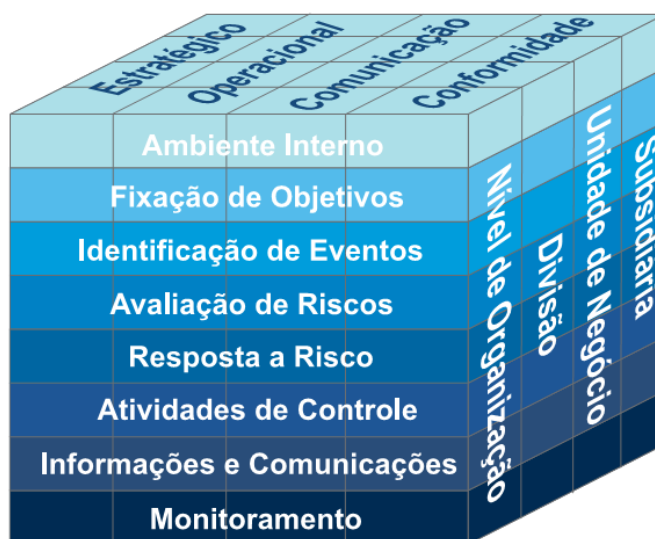 Estratégico
Operacional
Comunicação
Conformidade
Ambiente Interno
Fixação de Objetivos
Identificação de Eventos
Avaliação de Riscos
Resposta a Risco
Atividades de Controle
Informações e Comunicações
Monitoramento
Nível de Organização
Divisão
Unidade de Negócio
Subsidiaria